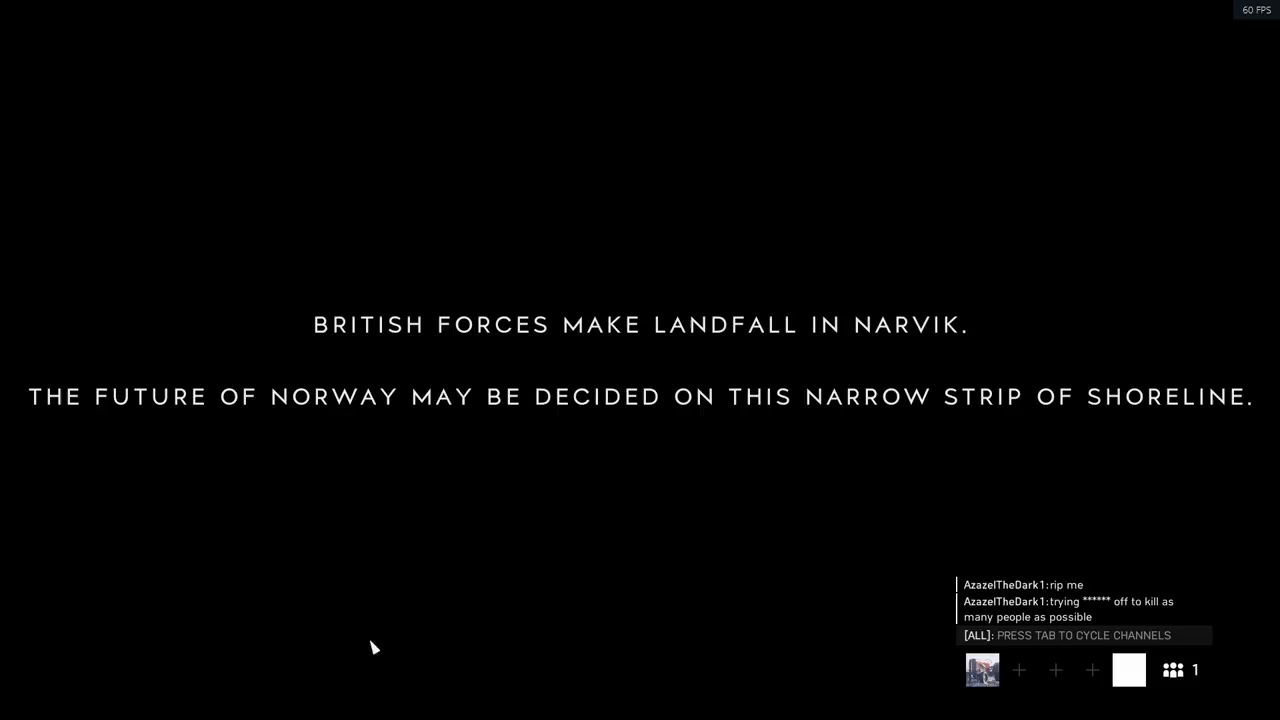 60 FPS
BRITISH FORCES MAKE LANDFALL IN NARVIK.
THE FUTURE OF NORWAY MAY BE DECIDED ON THIS NARROW STRIP OF SHORELINE.
AzazelTheDark1:rip me
AzazelTheDark1:trying ****** off to kill as
many people as possible
[ALL]: PRESS TAB TO CYCLE CHANNELS
1